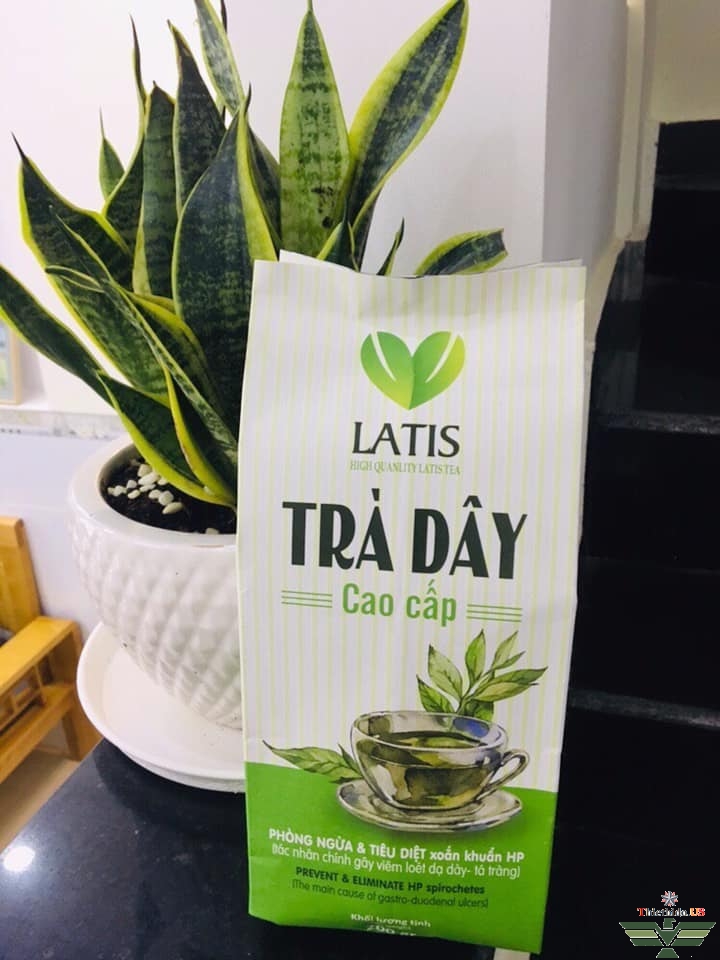 LATIS
HIGH QUANLITY LATIS TEA
TRÀ DÂY
Cao cấp
PHÒNG NGỪA & TIÊU DIỆT xoắn khuẩn HP
(Tác nhân chính gây viêm loét dạ dày- tá tràng)
PREVENT & ELIMINATE HP spirochetes
(The main cause of gastro-duodenal ulcers)
Khối lượng tịnh